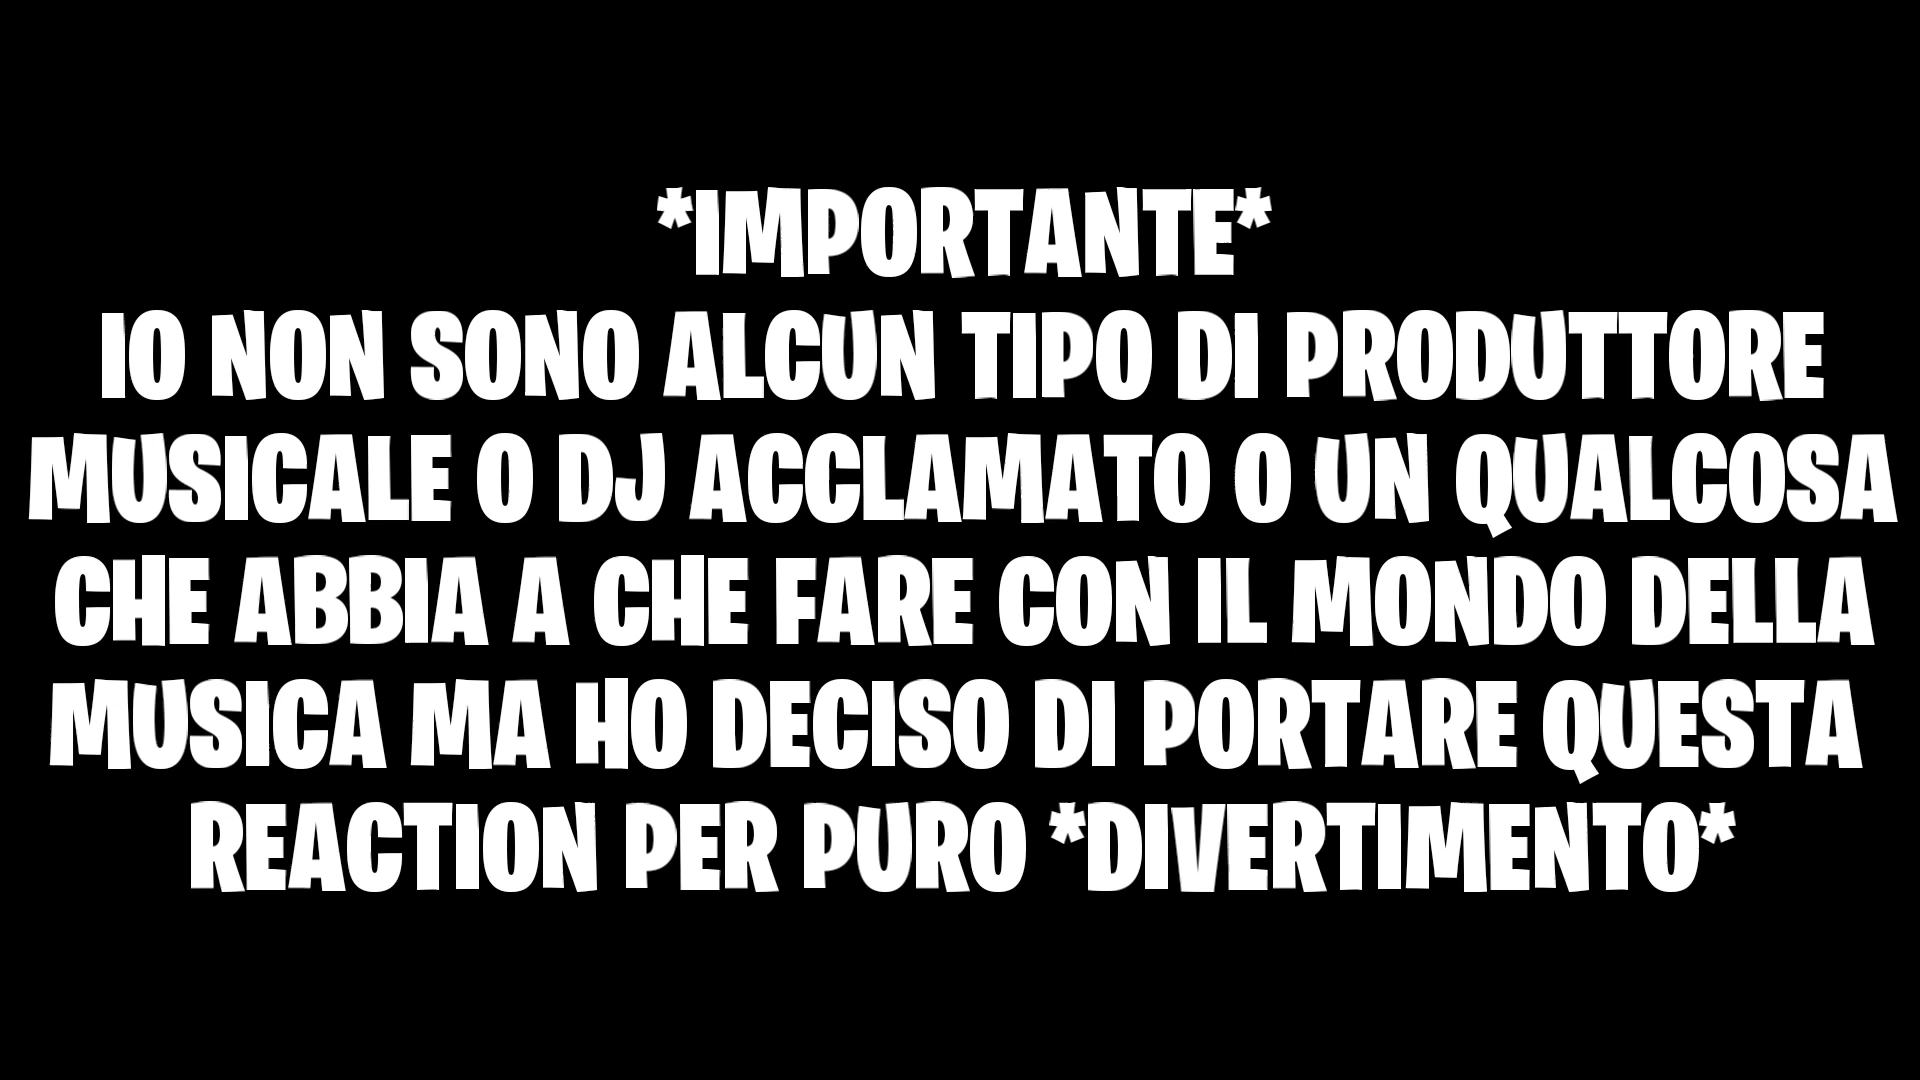 *IMPORTANTE*
IO NON SONO ALCUN TIPO DI PRODUTTORE
MUSICALE O DJ ACCLAMATO O UN QUALCOSA
CHE ABBIA A CHE FARE CON IL MONDO DELLA
MUSICA MA HO DECISO DI PORTARE QUESTA
REACTION PER PURO *DIVERTIMENTO*